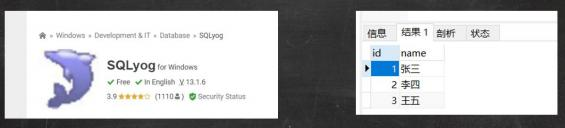 Windows » Development & IT » Database » SQLyog
SQLyog for Windows
Free In English V 13.1.6
3.9 (1110) Security Status
信息 结果 1 剖析 状态
id name
1 张三
2 李四
3 王五